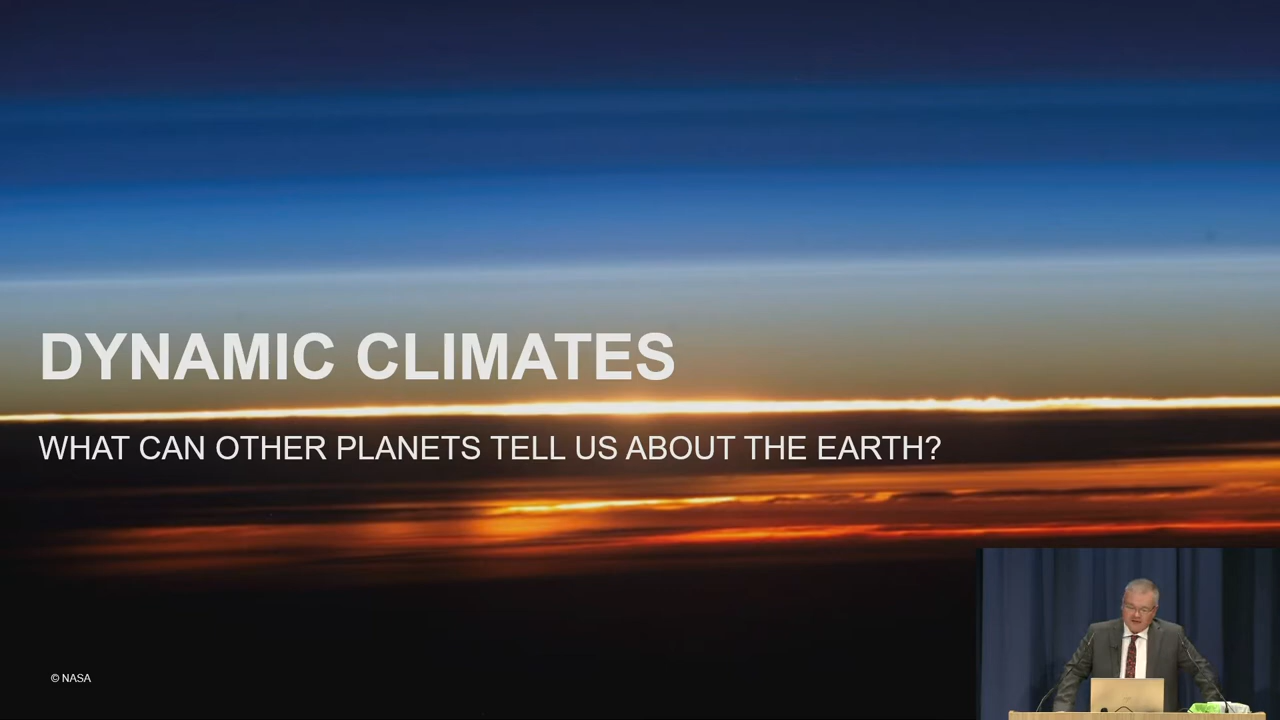 DYNAMIC CLIMATES
WHAT CAN OTHER PLANETS TELL US ABOUT THE EARTH?
© NASA